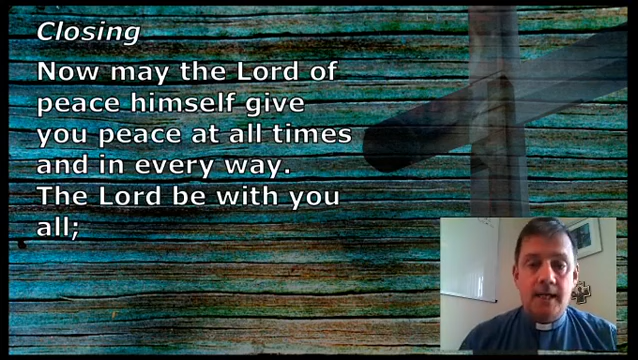 Closing
Now may the Lord of
peace himself give
you peace at all times
and in every way.
The Lord be with you
all;